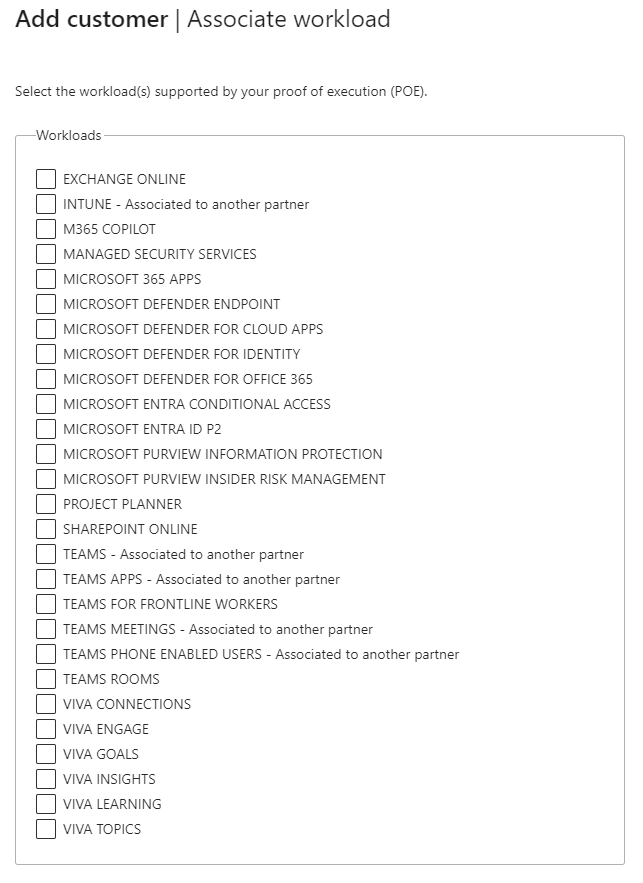 Add customer | Associate workload
Select the workload(s) supported by your proof of execution (POE).
Workloads
EXCHANGE ONLINE
INTUNE - Associated to another partner
M365 COPILOT
MANAGED SECURITY SERVICES
MICROSOFT 365 APPS
MICROSOFT DEFENDER ENDPOINT
MICROSOFT DEFENDER FOR CLOUD APPS
MICROSOFT DEFENDER FOR IDENTITY
MICROSOFT DEFENDER FOR OFFICE 365
MICROSOFT ENTRA CONDITIONAL ACCESS
MICROSOFT ENTRA ID P2
MICROSOFT PURVIEW INFORMATION PROTECTION
MICROSOFT PURVIEW INSIDER RISK MANAGEMENT
PROJECT PLANNER
SHAREPOINT ONLINE
TEAMS - Associated to another partner
TEAMS APPS - Associated to another partner
TEAMS FOR FRONTLINE WORKERS
TEAMS MEETINGS - Associated to another partner
TEAMS PHONE ENABLED USERS - Associated to another partner
TEAMS ROOMS
VIVA CONNECTIONS
VIVA ENGAGE
VIVA GOALS
VIVA INSIGHTS
VIVA LEARNING
VIVA TOPICS